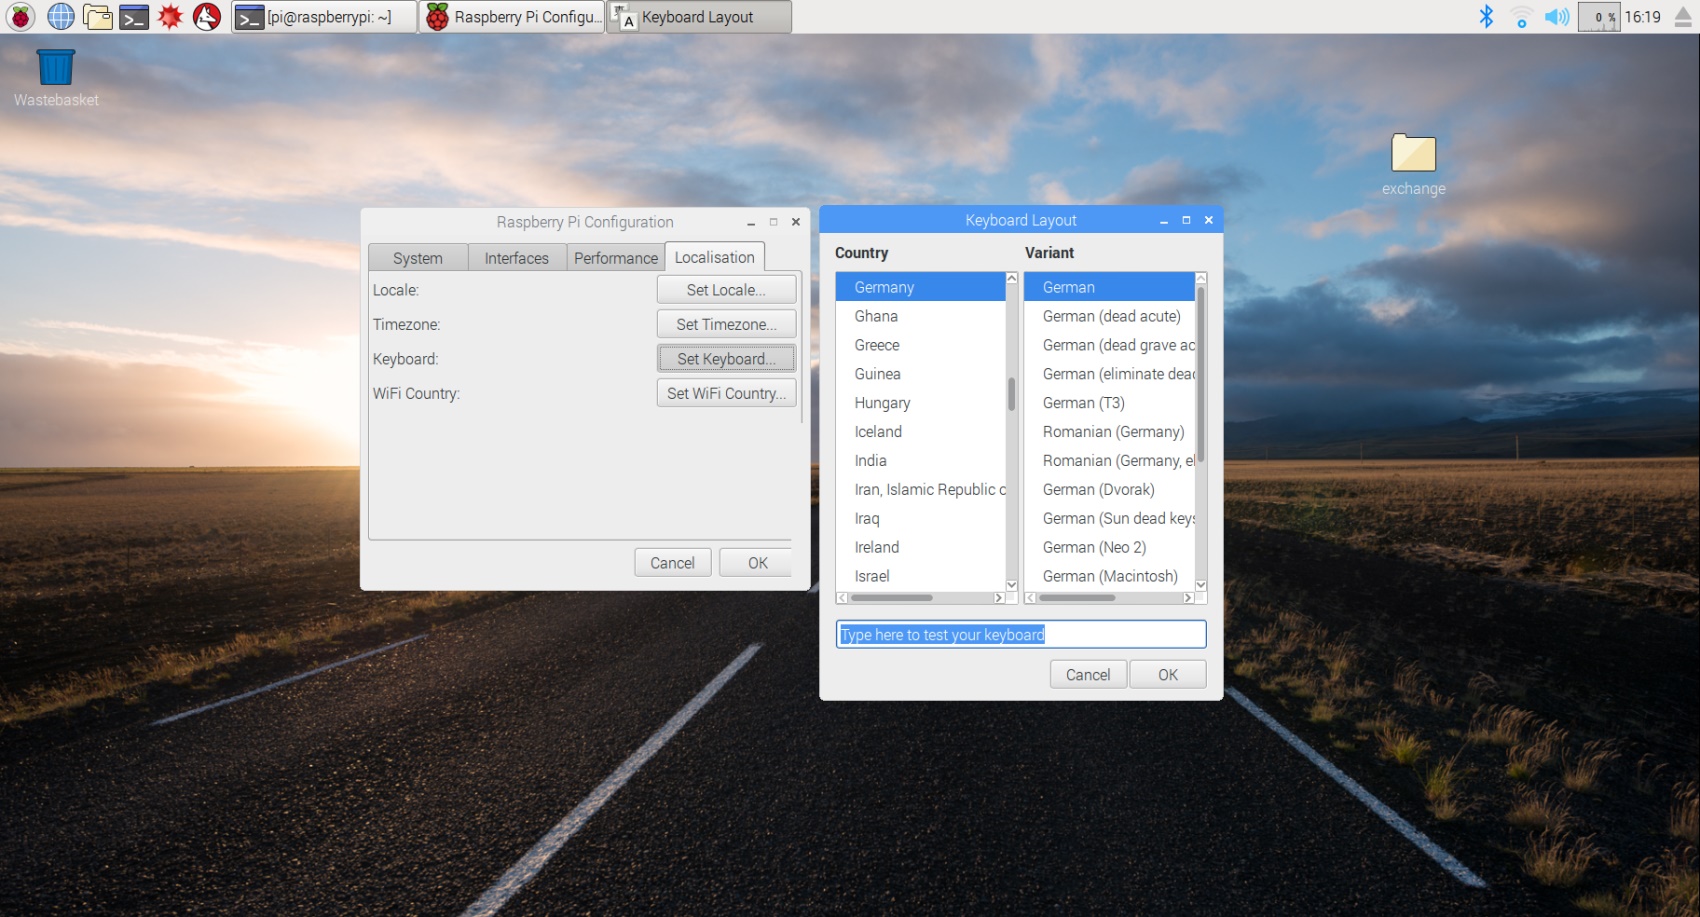 [pi@raspberrypi: ~]
Raspberry Pi Configu...
Keyboard Layout
0 %
16:19
Wastebasket
exchange
Raspberry Pi Configuration
System
Interfaces
Performance
Localisation
Locale:
Set Locale...
Timezone:
Set Timezone...
Keyboard:
Set Keyboard...
WiFi Country:
Set WiFi Country...
Cancel
OK
Keyboard Layout
Country
Variant
Germany
Ghana
Greece
Guinea
Hungary
Iceland
India
Iran, Islamic Republic c
Iraq
Ireland
Israel
German
German (dead acute)
German (dead grave ac
German (eliminate dead
German (T3)
Romanian (Germany)
Romanian (Germany, el
German (Dvorak)
German (Sun dead keys
German (Neo 2)
German (Macintosh)
Type here to test your keyboard
Cancel
OK